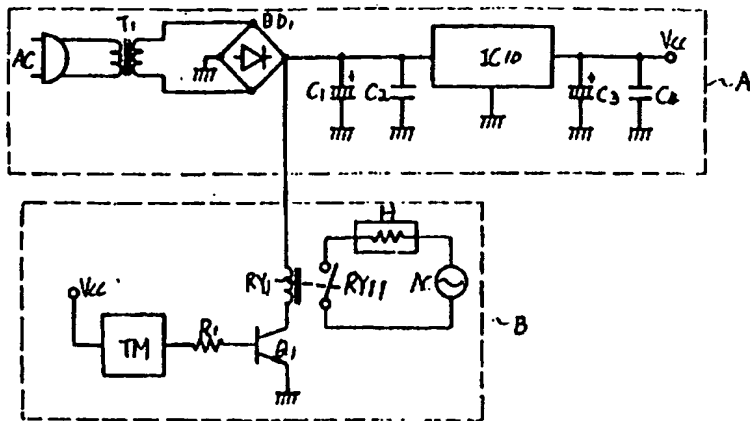 T1
BD1
AC
C1
+
C2
IC10
+
C3
C4
Vcc
A
H
RY1
RY11
Vcc
TM
R1
Q1
B